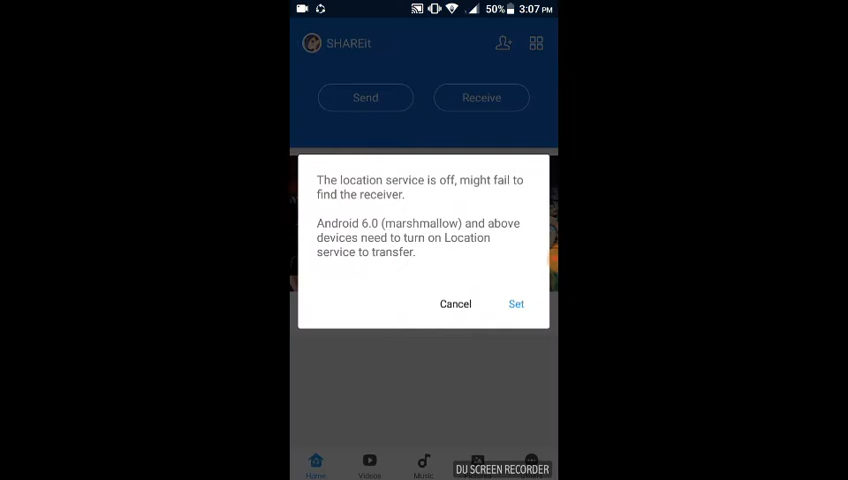 50% 3:07 PM
SHAREit
Send Receive
The location service is off, might fail to
find the receiver.
Android 6.0 (marshmallow) and above
devices need to turn on Location
service to transfer.
Cancel Set
Home Videos Music
DU SCREEN RECORDER